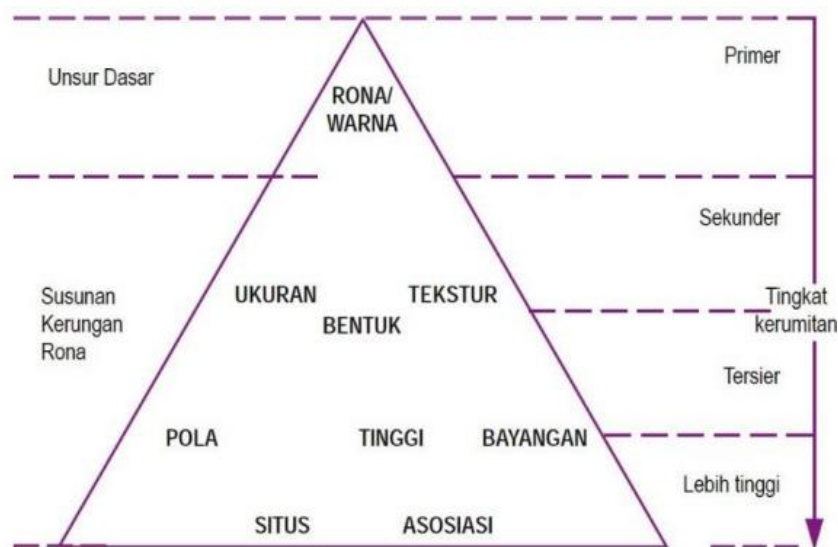 Unsur Dasar
Primer
RONA/
WARNA
Sekunder
Susunan
Kerungan
Rona
UKURAN
TEKSTUR
BENTUK
Tingkat
kerumitan
Tersier
POLA
TINGGI
BAYANGAN
Lebih tinggi
SITUS
ASOSIASI